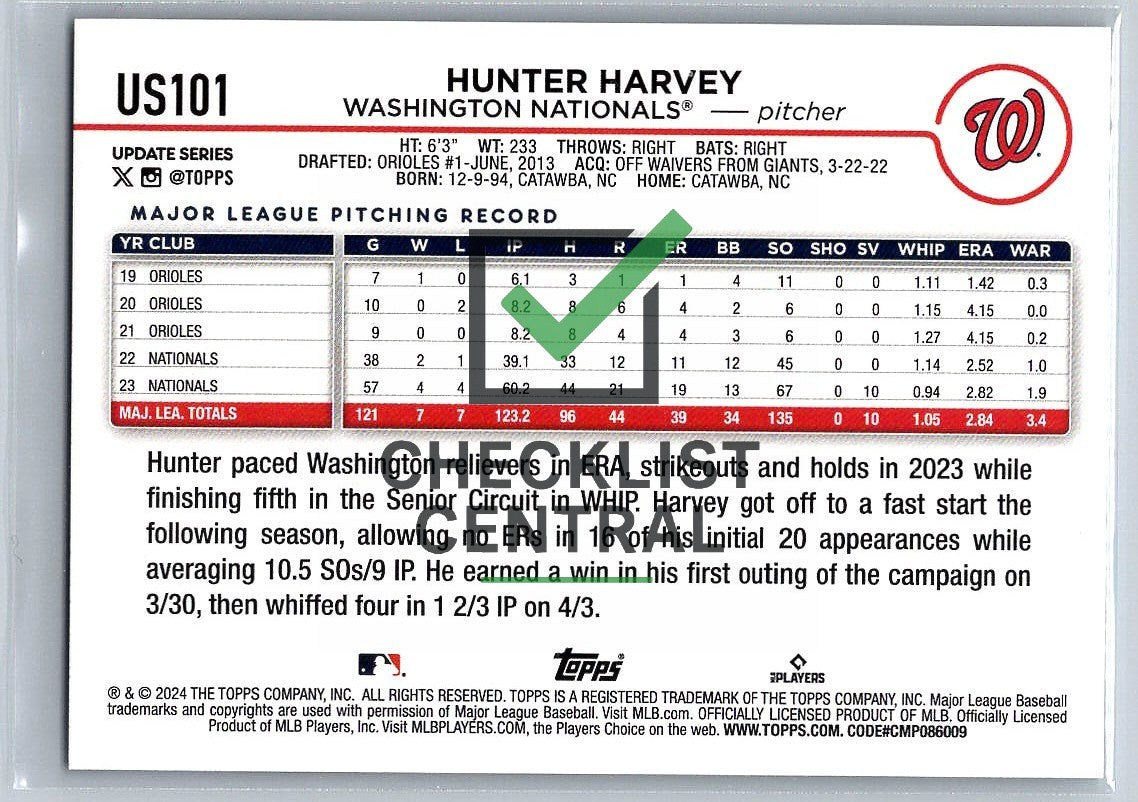 US101
HUNTER HARVEY
WASHINGTON NATIONALS® — pitcher
W
UPDATE SERIES
@TOPPS
HT: 6'3" WT: 233 THROWS: RIGHT BATS: RIGHT
DRAFTED: ORIOLES #1-JUNE, 2013 ACQ: OFF WAIVERS FROM GIANTS, 3-22-22
BORN: 12-9-94, CATAWBA, NC HOME: CATAWBA, NC
MAJOR LEAGUE PITCHING RECORD
YR CLUB G W L IP H R ER BB SO SHO SV WHIP ERA WAR
19 ORIOLES 7 1 0 6.1 3 1 1 4 11 0 0 1.11 1.42 0.3
20 ORIOLES 10 0 2 8.2 8 6 4 2 6 0 0 1.15 4.15 0.0
21 ORIOLES 9 0 0 8.2 8 4 4 3 6 0 0 1.27 4.15 0.2
22 NATIONALS 38 2 1 39.1 33 12 11 12 45 0 0 1.14 2.52 1.0
23 NATIONALS 57 4 4 60.2 44 21 19 13 67 0 10 0.94 2.82 1.9
MAJ. LEA. TOTALS 121 7 7 123.2 96 44 39 34 135 0 10 1.05 2.84 3.4
CHECKLIST
CENTRAL
Hunter paced Washington relievers in ERA, strikeouts and holds in 2023 while
finishing fifth in the Senior Circuit in WHIP. Harvey got off to a fast start the
following season, allowing no ERs in 16 of his initial 20 appearances while
averaging 10.5 SOs/9 IP. He earned a win in his first outing of the campaign on
3/30, then whiffed four in 1 2/3 IP on 4/3.
Topps®
MLBPLAYERS
® & © 2024 THE TOPPS COMPANY, INC. ALL RIGHTS RESERVED. TOPPS IS A REGISTERED TRADEMARK OF THE TOPPS COMPANY, INC. Major League Baseball
trademarks and copyrights are used with permission of Major League Baseball. Visit MLB.com. OFFICIALLY LICENSED PRODUCT OF MLB. Officially Licensed
Product of MLB Players, Inc. Visit MLBPLAYERS.COM, the Players Choice on the web. WWW.TOPPS.COM. CODE#CMP086009